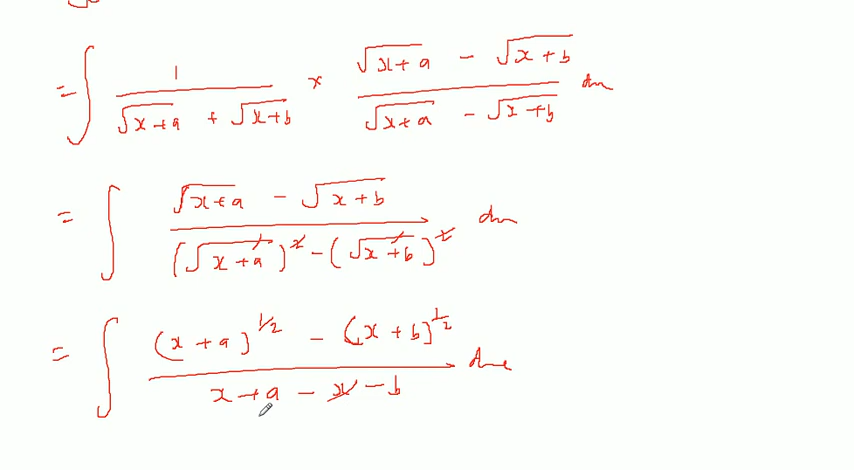 = ∫ 1/(√(x+a) + √(x+b)) × (√(x+a) - √(x+b))/(√(x+a) - √(x+b)) dx
= ∫ (√(x+a) - √(x+b))/((√(x+a))² - (√(x+b))²) dx
= ∫ ((x+a)^1/2 - (x+b)^1/2)/(x+a-x-b) dx